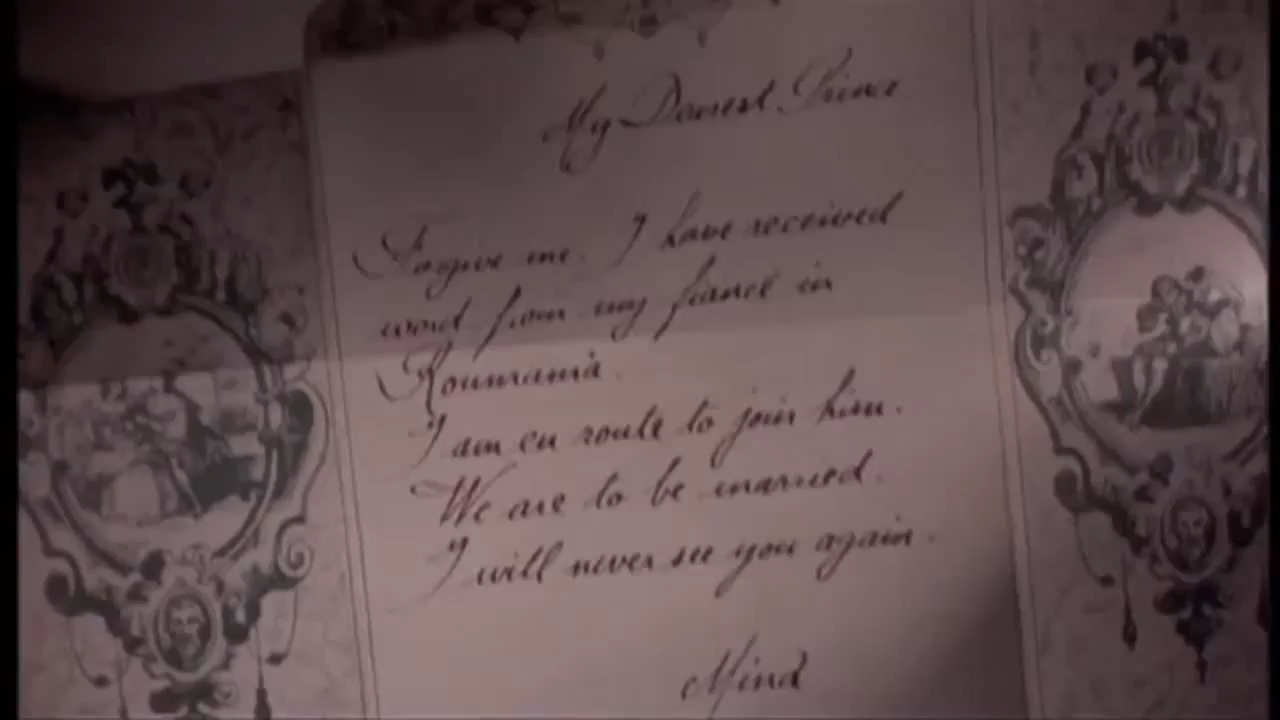 My Dearest Prince
Forgive me. I have received
word from my fiancé in
Roumania.
I am en route to join him.
We are to be married.
I will never see you again.
Mina